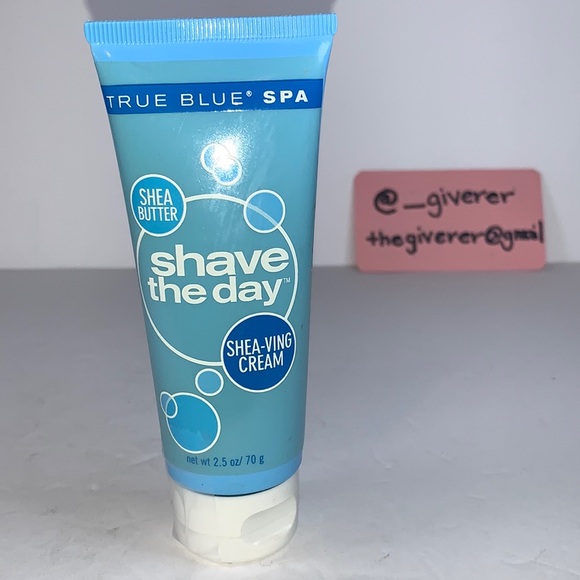 TRUE BLUE® SPA
SHEA
BUTTER
shave
the day™
SHEA-VING
CREAM
net wt 2.5 oz/ 70 g
@_giverer
thegiverer@gmail